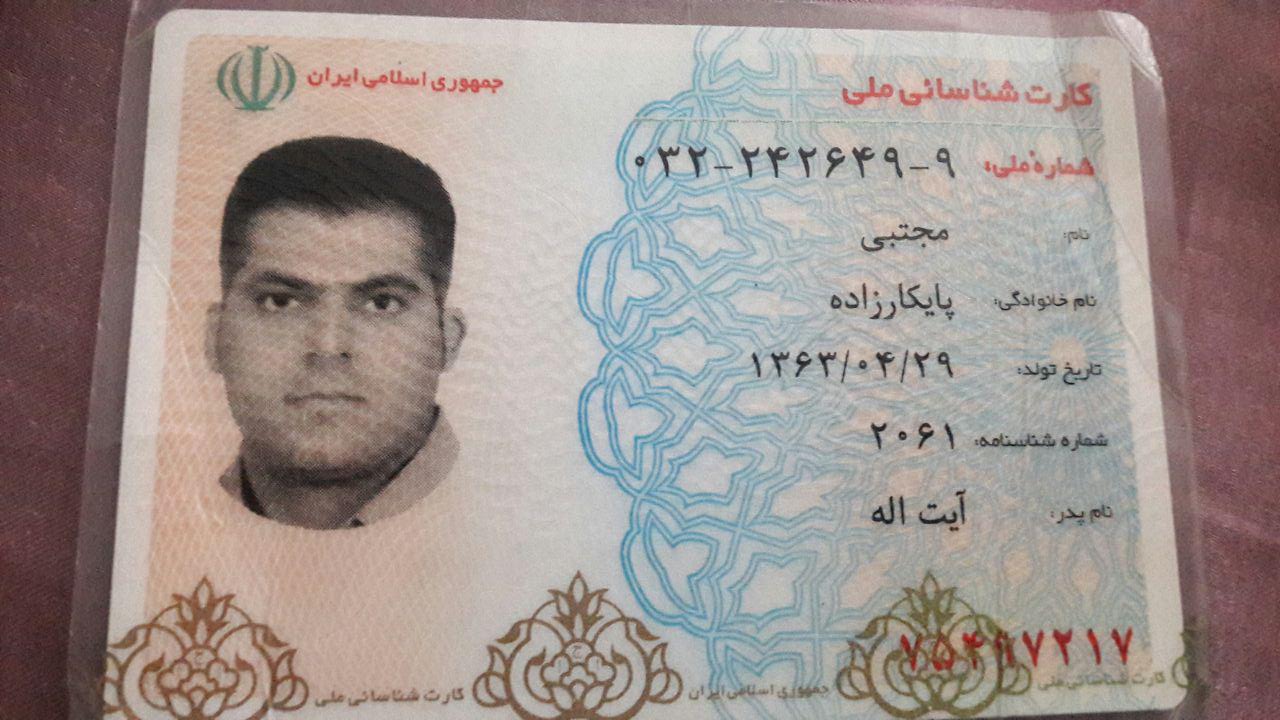 جمهوری اسلامی ایران
کارت شناسائی ملی
شماره ملی: ۰۳۲-۲۴۲۶۴۹-۹
نام: مجتبی
نام خانوادگی: پایکارزاده
تاریخ تولد: ۱۳۶۳/۰۴/۲۹
شماره شناسنامه: ۲۰۶۱
نام پدر: آیت اله
کارت شناسائی ملی
جمهوری اسلامی ایران
کارت شناسائی ملی